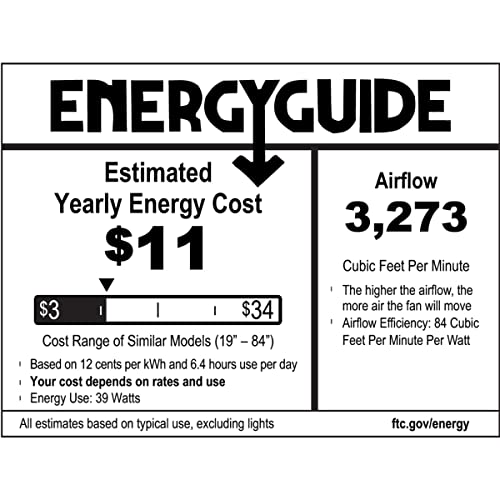 ENERGYGUIDE
Estimated
Yearly Energy Cost
$11
$3
$34
Cost Range of Similar Models (19” – 84”)
Based on 12 cents per kWh and 6.4 hours use per day
Your cost depends on rates and use
Energy Use: 39 Watts
Airflow
3,273
Cubic Feet Per Minute
The higher the airflow, the
more air the fan will move
Airflow Efficiency: 84 Cubic
Feet Per Minute Per Watt
All estimates based on typical use, excluding lights
ftc.gov/energy